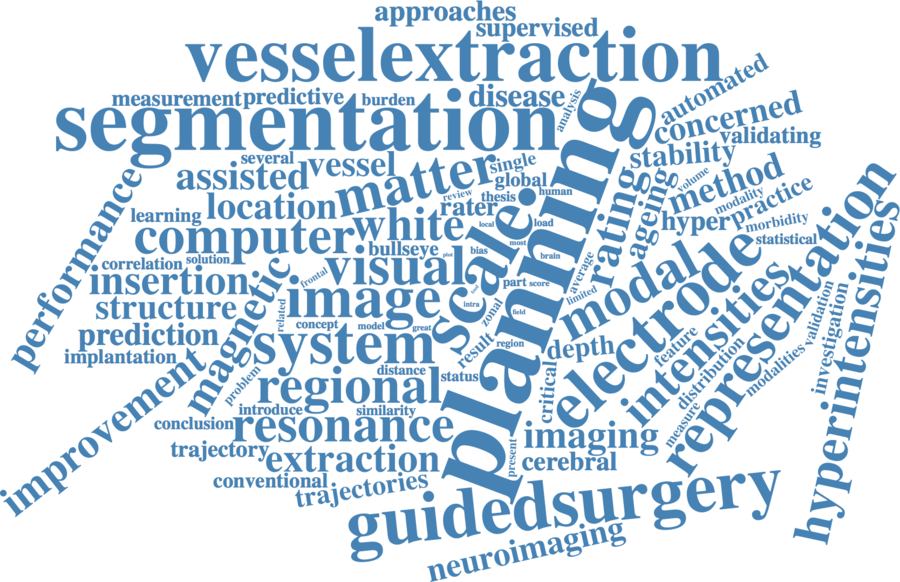 approaches
supervised
vesselextraction
automated
measurement
predictive
burden
disease
analysis
concerned
segmentation
planning
validating
several
vessel
matter
single
stability
assisted
global
human
volume
method
review
thesis
modality
practice
performance
learning
location
white
rater
local
load
rating
ageing
hyper
morbidity
computer
bullseye
bias
most
brain
statistical
correlation
solution
frontal
visual
plot
scale.
average
modal
electrode
representation
hyperintensities
insertion
magnetic
image
part
score
limited
structure
related
intra
zonal
field
intensities
prediction
concept
model
great
system
result
region
depth
feature
validation
investigation
implantation
problem
distance
status
critical
distribution
modalities
improvement
regional
introduce
similarity
measure
conclusion
resonance
present
imaging
trajectory
extraction
cerebral
conventional
trajectories
guidedsurgery
neuroimaging